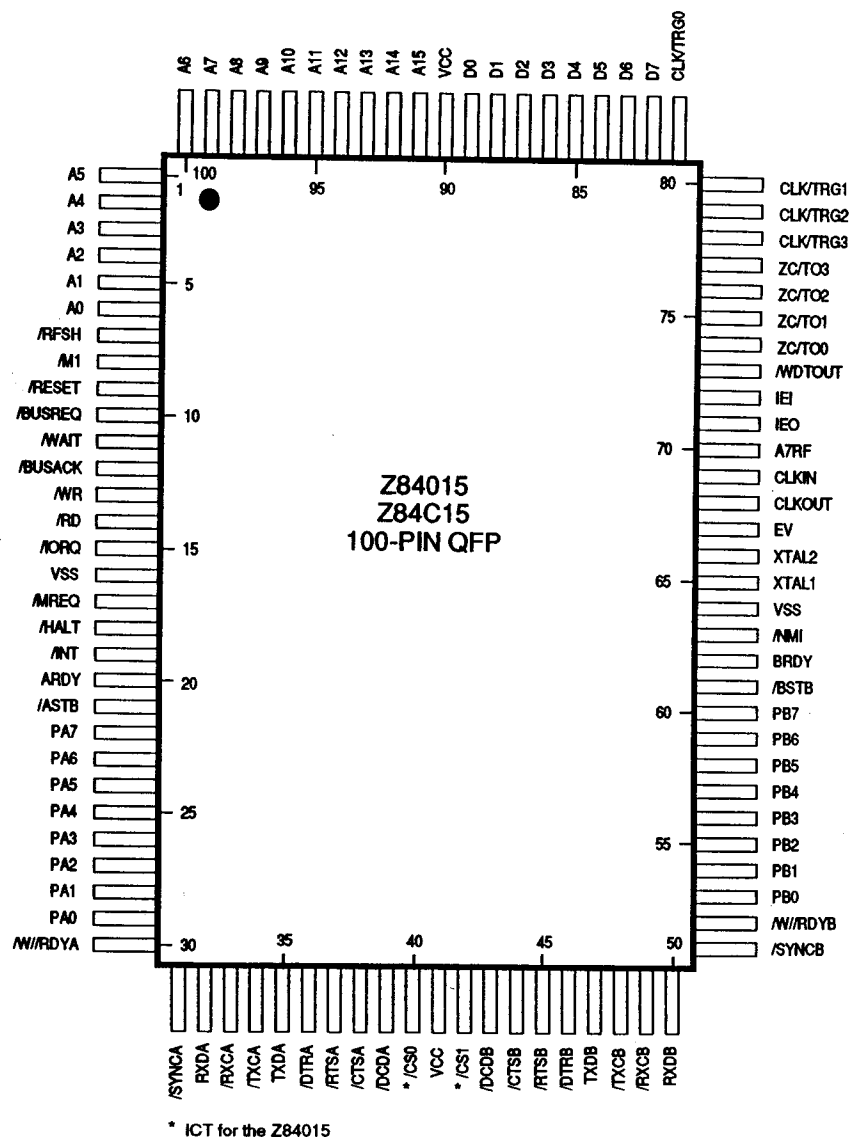 A6 A7 A8 A9 A10 A11 A12 A13 A14 A15 VCC D0 D1 D2 D3 D4 D5 D6 D7 CLK/TRG0
1 100 95 90 85 80
A5
A4
A3
A2
A1
A0
/RFSH
/M1
/RESET
/BUSREQ
/WAIT
/BUSACK
/WR
/RD
/IORQ
VSS
/MREQ
/HALT
/INT
ARDY
/ASTB
PA7
PA6
PA5
PA4
PA3
PA2
PA1
PA0
/W//RDYA
5
10
15
20
25
30
Z84015
Z84C15
100-PIN QFP
75
70
65
60
55
50
CLK/TRG1
CLK/TRG2
CLK/TRG3
ZC/TO3
ZC/TO2
ZC/TO1
ZC/TO0
/WDTOUT
IEI
IEO
A7RF
CLKIN
CLKOUT
EV
XTAL2
XTAL1
VSS
/NMI
BRDY
/BSTB
PB7
PB6
PB5
PB4
PB3
PB2
PB1
PB0
/W//RDYB
/SYNCB
35 40 45
/SYNCA RXDA /RXCA /TXCA TXDA /DTRA /RTSA /CTSA /DCDA * /CS0 VCC * /CS1 /DCDB /CTSB /RTSB /DTRB TXDB /TXCB /RXCB RXDB
* ICT for the Z84015